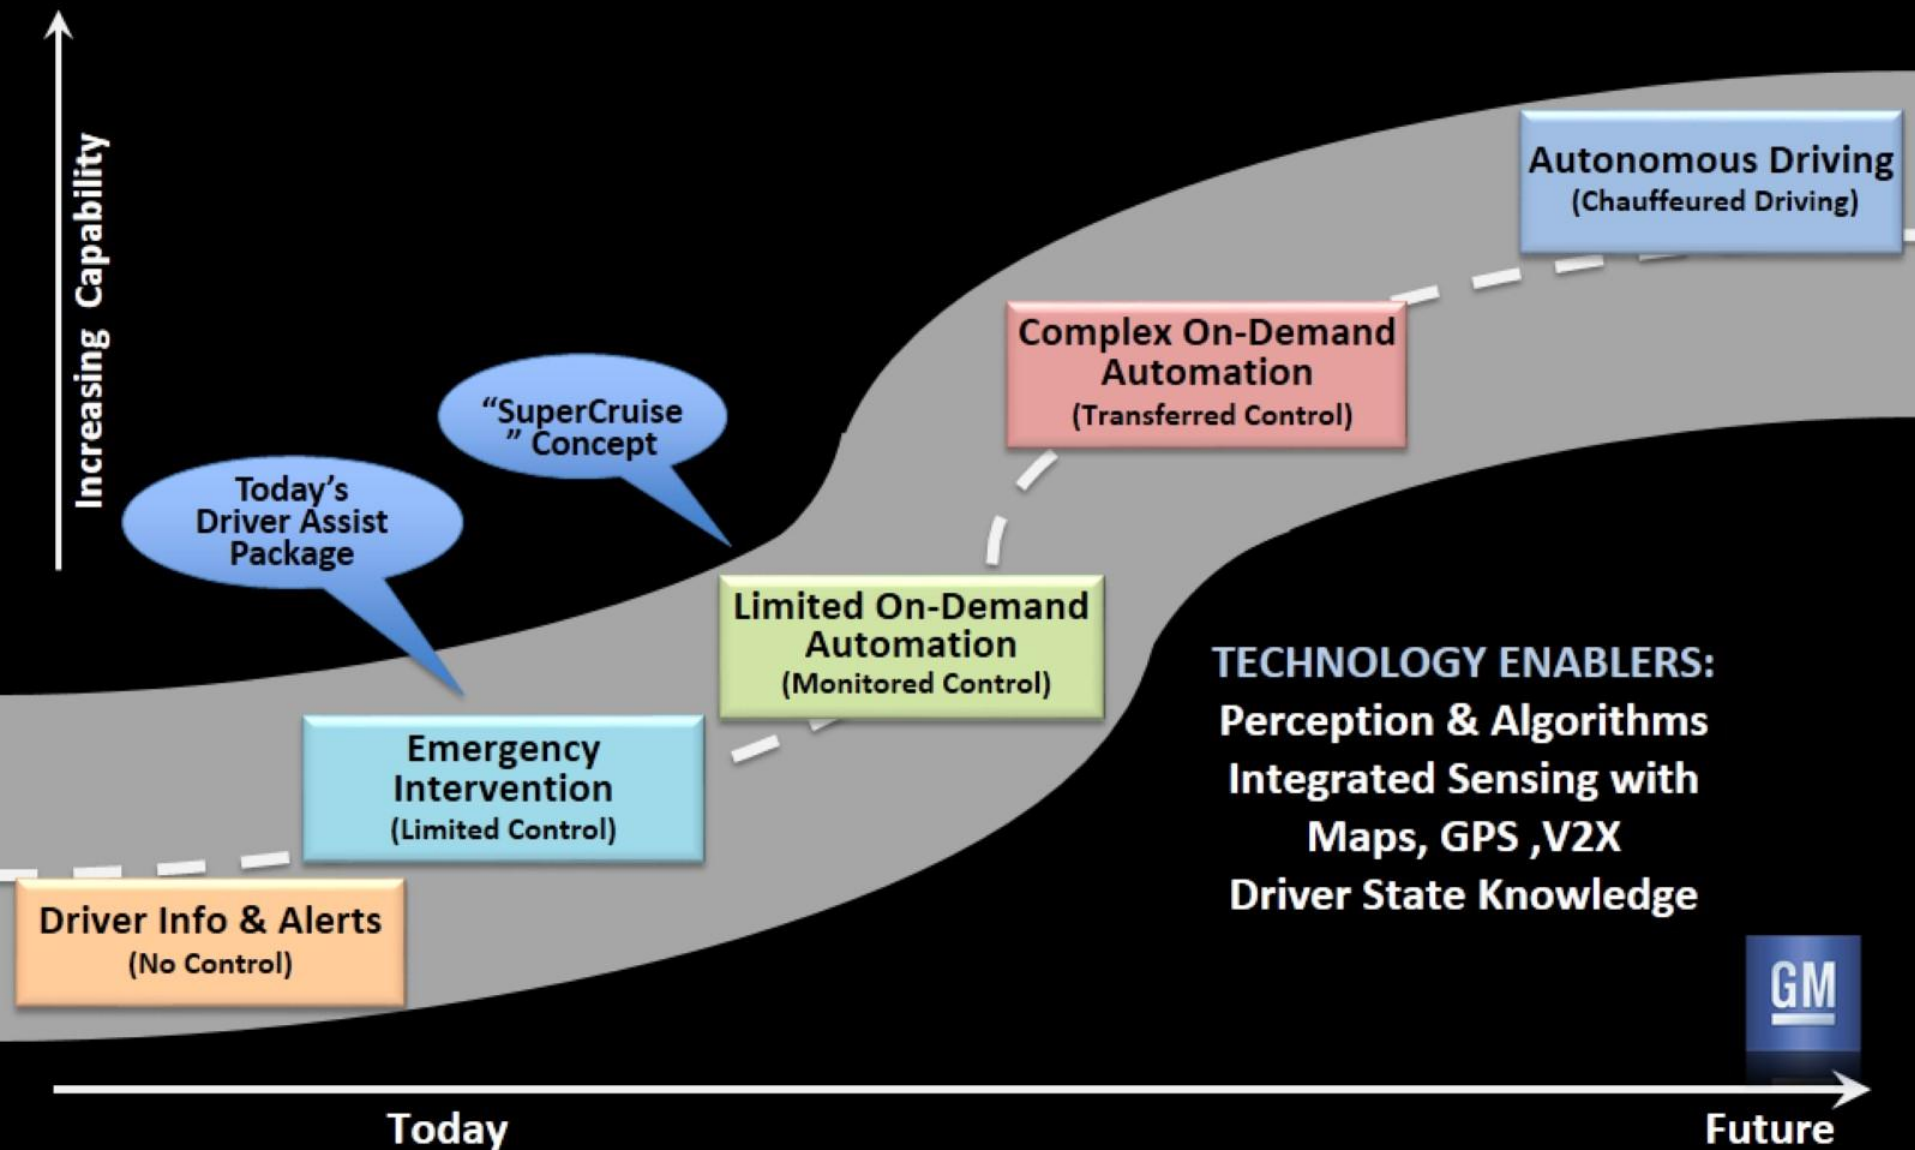 Increasing Capability
Autonomous Driving
(Chauffeured Driving)
Complex On-Demand
Automation
(Transferred Control)
“SuperCruise
” Concept
Today’s
Driver Assist
Package
Limited On-Demand
Automation
(Monitored Control)
Emergency
Intervention
(Limited Control)
Driver Info & Alerts
(No Control)
TECHNOLOGY ENABLERS:
Perception & Algorithms
Integrated Sensing with
Maps, GPS ,V2X
Driver State Knowledge
GM
Today
Future